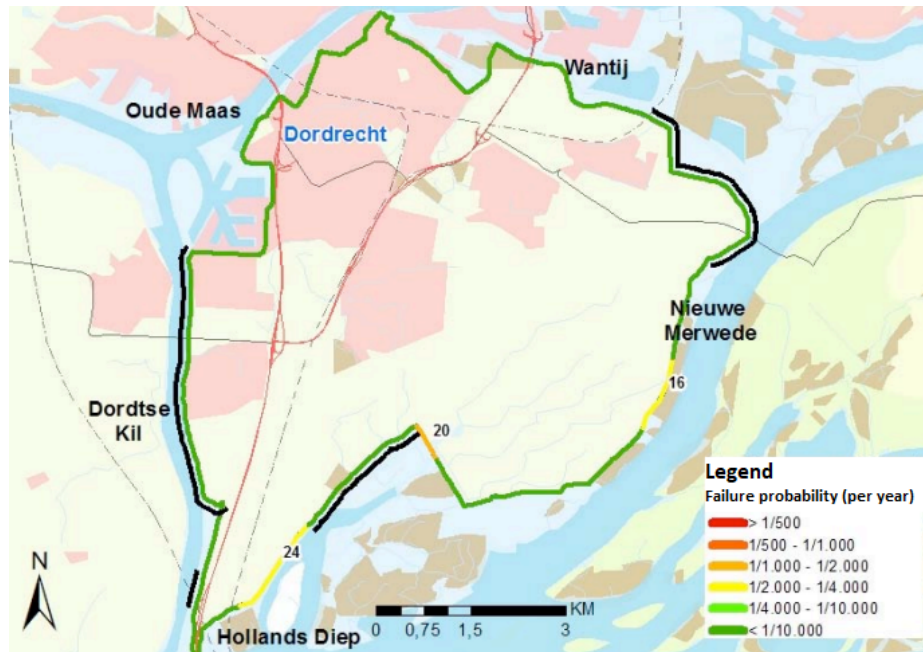 Wantij
Oude Maas
Dordrecht
Nieuwe
Merwede
16
Dordtse
Kil
20
24
N
KM
0 0,75 1,5 3
Hollands Diep
Legend
Failure probability (per year)
> 1/500
1/500 - 1/1.000
1/1.000 - 1/2.000
1/2.000 - 1/4.000
1/4.000 - 1/10.000
< 1/10.000